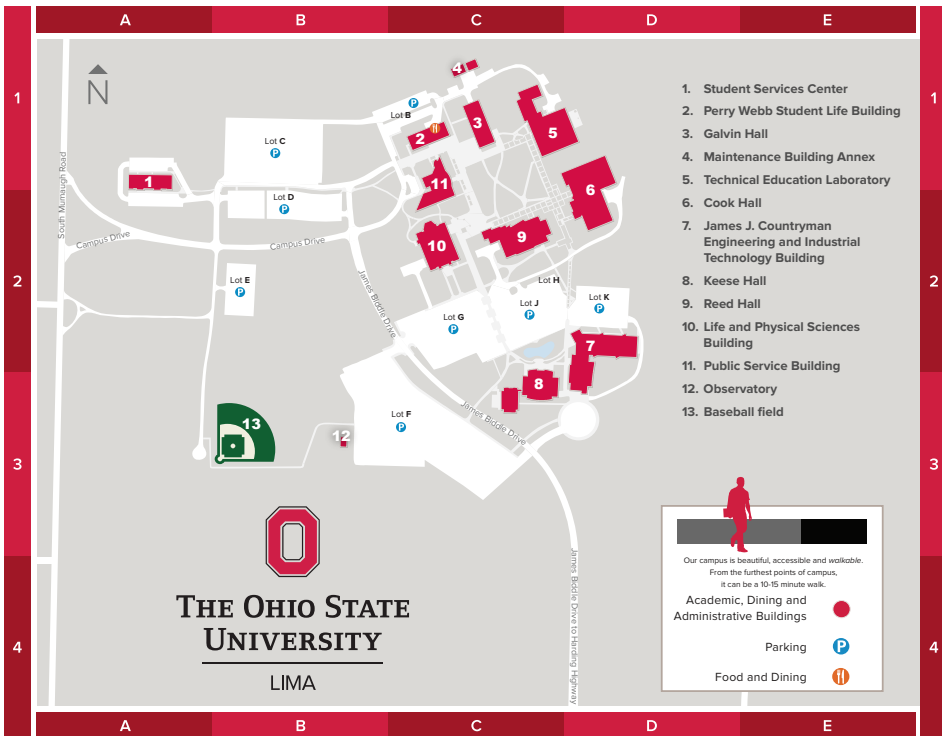 A B C D E
1
2
3
4
1
2
3
4
N
South Mumaugh Road
Campus Drive
Campus Drive
James Biddle Drive
James Biddle Drive
James Biddle Drive to Harding Highway
Lot B
P
Lot C
P
Lot D
P
Lot E
P
Lot F
P
Lot G
P
Lot H
Lot J
P
Lot K
P
1
2
3
4
5
6
7
8
9
10
11
12
13
1. Student Services Center
2. Perry Webb Student Life Building
3. Galvin Hall
4. Maintenance Building Annex
5. Technical Education Laboratory
6. Cook Hall
7. James J. Countryman
Engineering and Industrial
Technology Building
8. Keese Hall
9. Reed Hall
10. Life and Physical Sciences
Building
11. Public Service Building
12. Observatory
13. Baseball field
THE OHIO STATE
UNIVERSITY
LIMA
Our campus is beautiful, accessible and walkable.
From the furthest points of campus,
it can be a 10-15 minute walk.
Academic, Dining and
Administrative Buildings
Parking P
Food and Dining
A B C D E